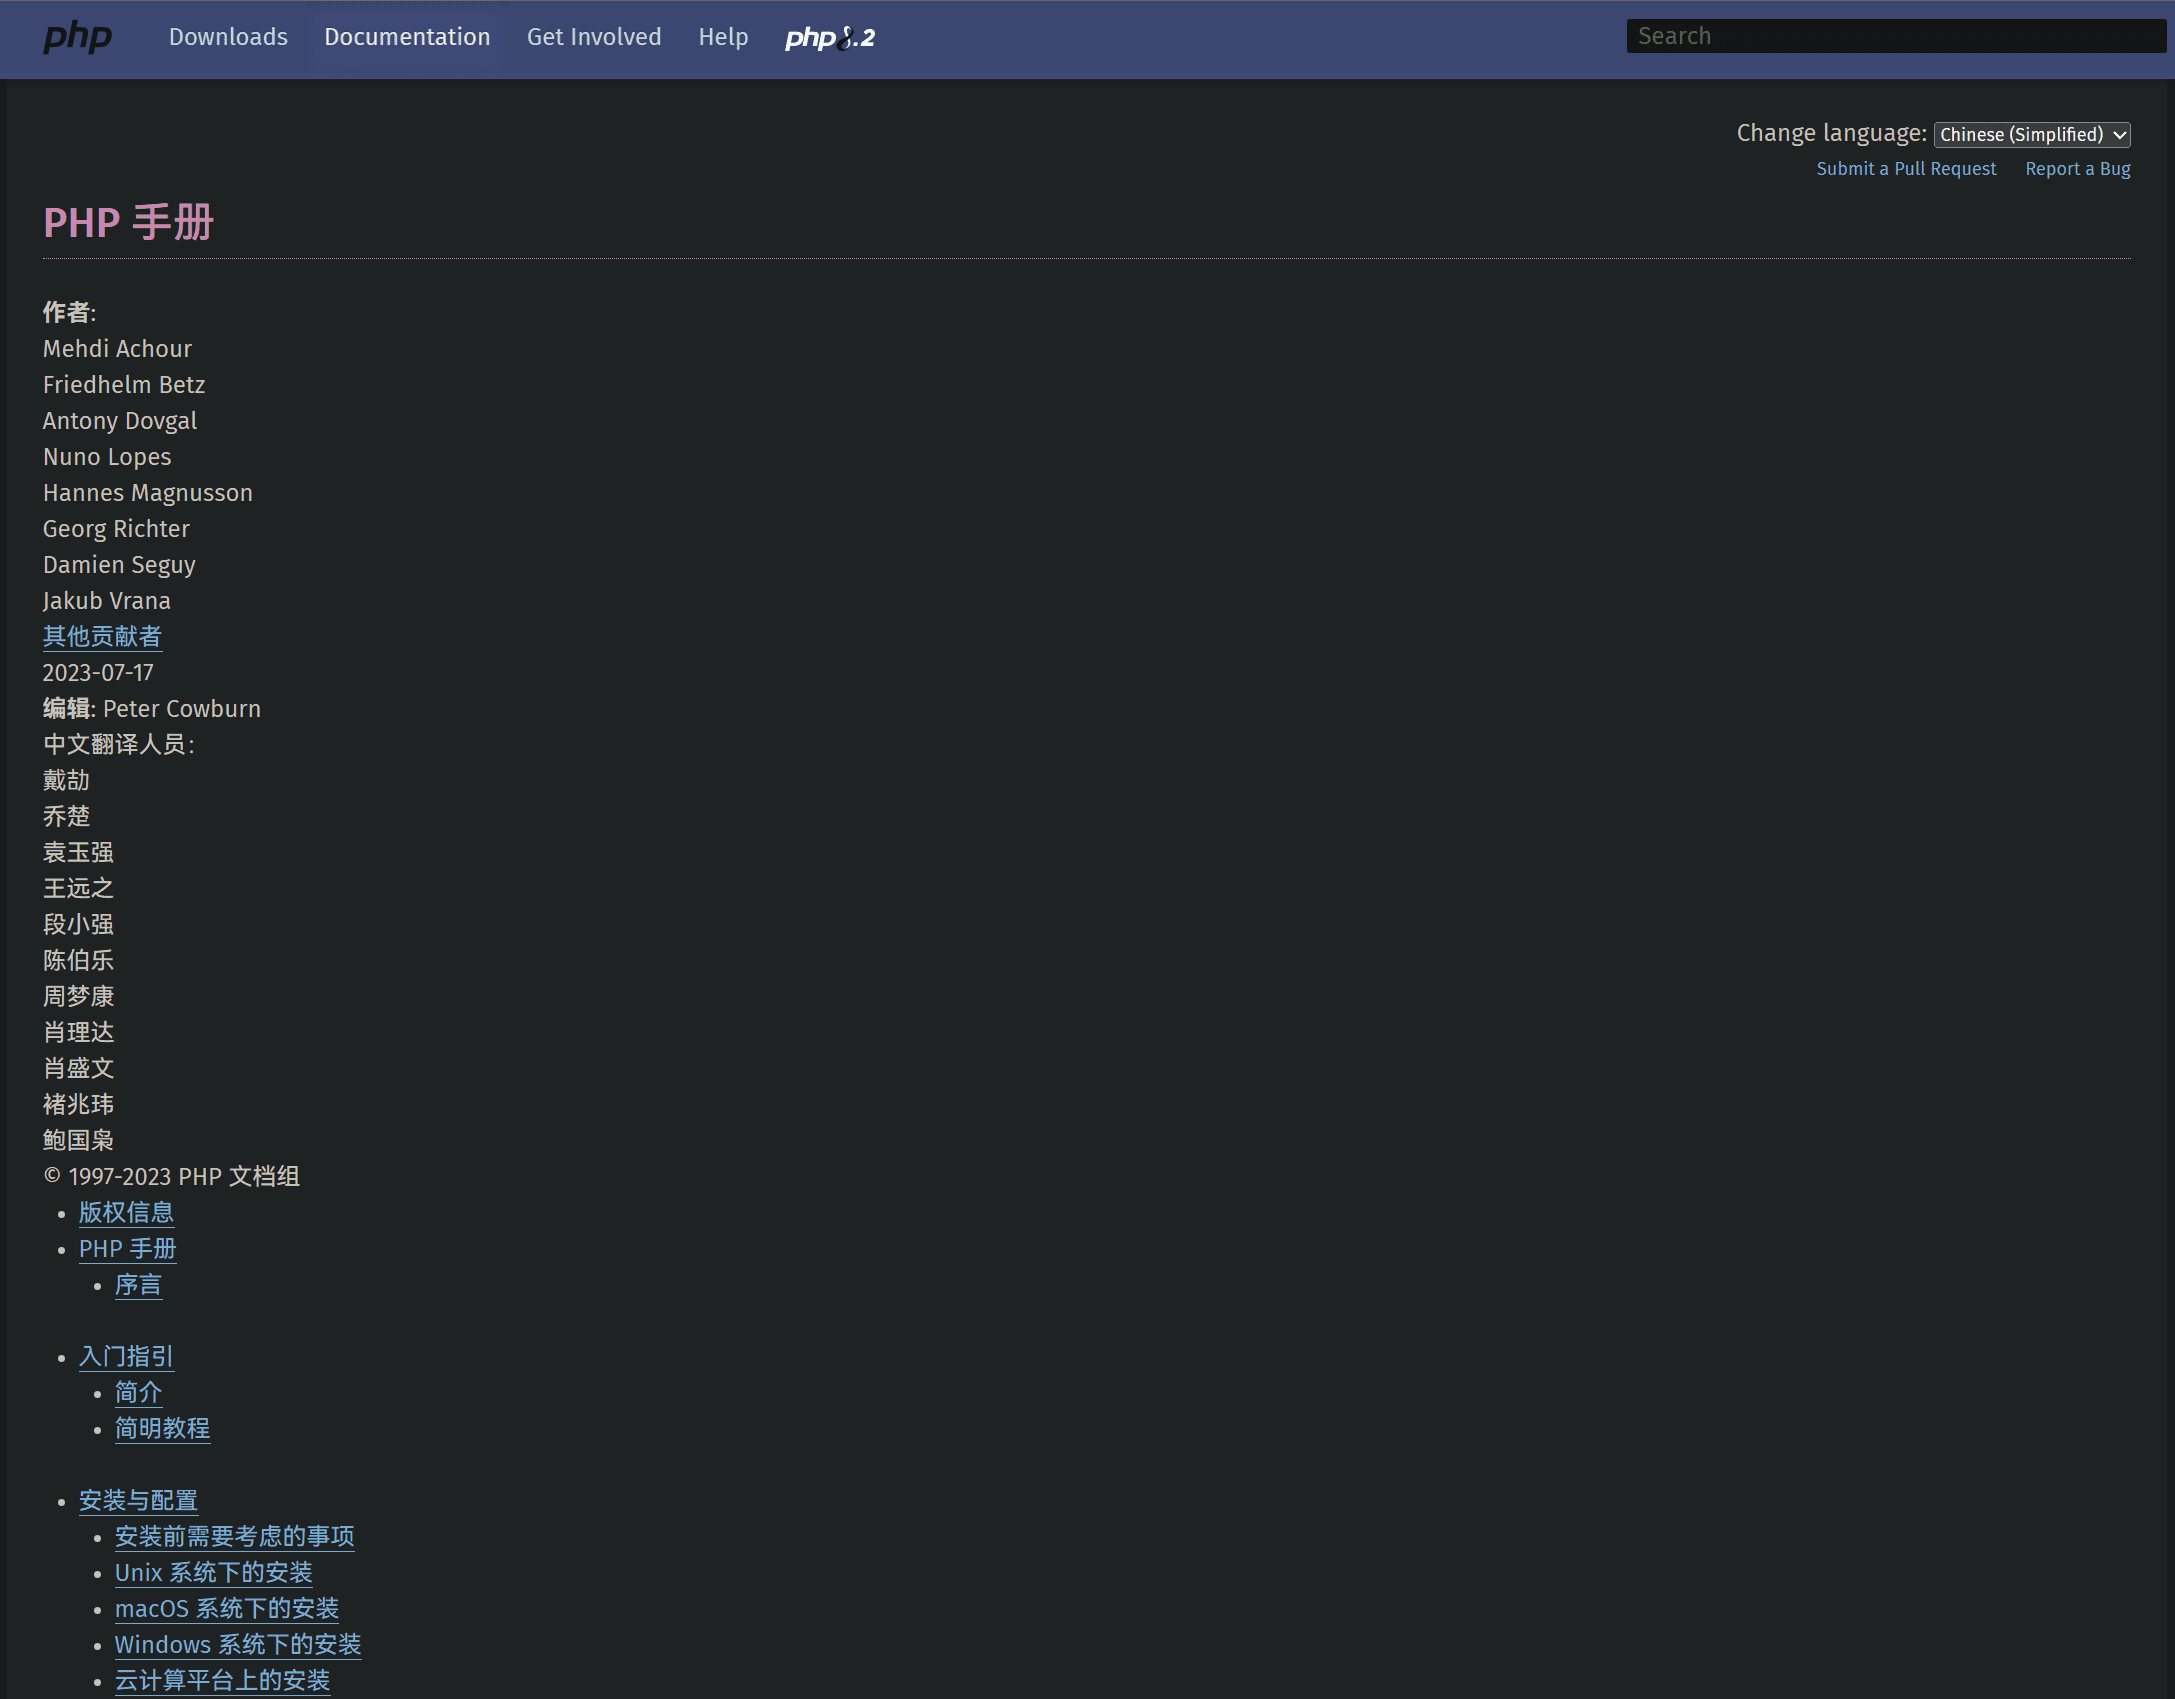 php Downloads Documentation Get Involved Help php8.2 Search
Change language: Chinese (Simplified)
Submit a Pull Request Report a Bug
PHP 手册
作者:
Mehdi Achour
Friedhelm Betz
Antony Dovgal
Nuno Lopes
Hannes Magnusson
Georg Richter
Damien Seguy
Jakub Vrana
其他贡献者
2023-07-17
编辑: Peter Cowburn
中文翻译人员：
戴劼
乔楚
袁玉强
王远之
段小强
陈伯乐
周梦康
肖理达
肖盛文
褚兆玮
鲍国枭
© 1997-2023 PHP 文档组
版权信息
PHP 手册
序言
入门指引
简介
简明教程
安装与配置
安装前需要考虑的事项
Unix 系统下的安装
macOS 系统下的安装
Windows 系统下的安装
云计算平台上的安装